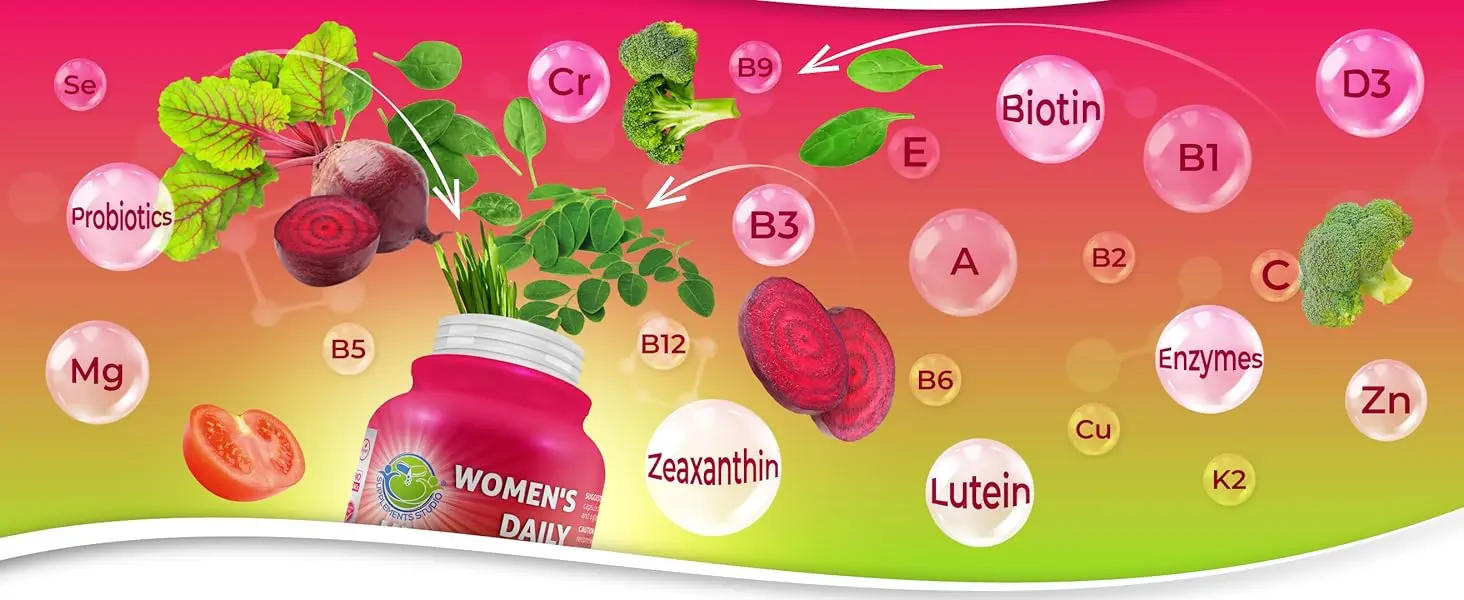 Se
Cr
B9
Biotin
D3
E
B1
Probiotics
B3
A
B2
C
Mg
B5
B12
Enzymes
B6
Zn
Cu
Zeaxanthin
K2
Lutein
SUPPLEMENTS STUDIO
WOMEN'S
DAILY